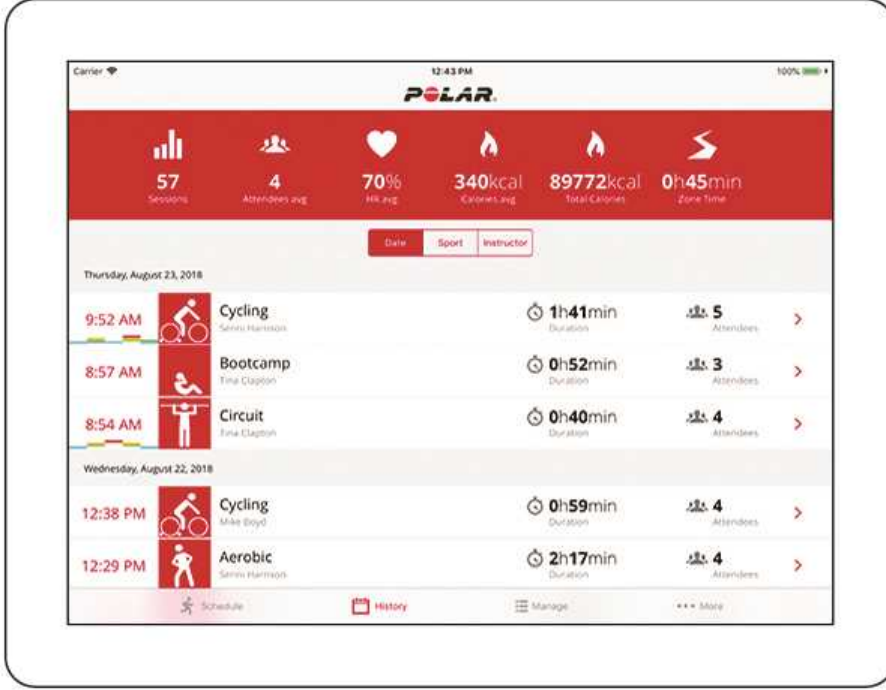 Carrier 12:43 PM 100%
POLAR
57 4 70% 340kcal 89772kcal 0h45min
Sessions Attendees avg HR avg Calories avg Total Calories Zone Time
Date Sport Instructor
Thursday, August 23, 2018
9:52 AM Cycling 1h41min 5
Senni Harrison Duration Attendees
8:57 AM Bootcamp 0h52min 3
Tina Clapton Duration Attendees
8:54 AM Circuit 0h40min 4
Tina Clapton Duration Attendees
Wednesday, August 22, 2018
12:38 PM Cycling 0h59min 4
Mike Boyd Duration Attendees
12:29 PM Aerobic 2h17min 4
Senni Harrison Duration Attendees
Schedule History Manage More